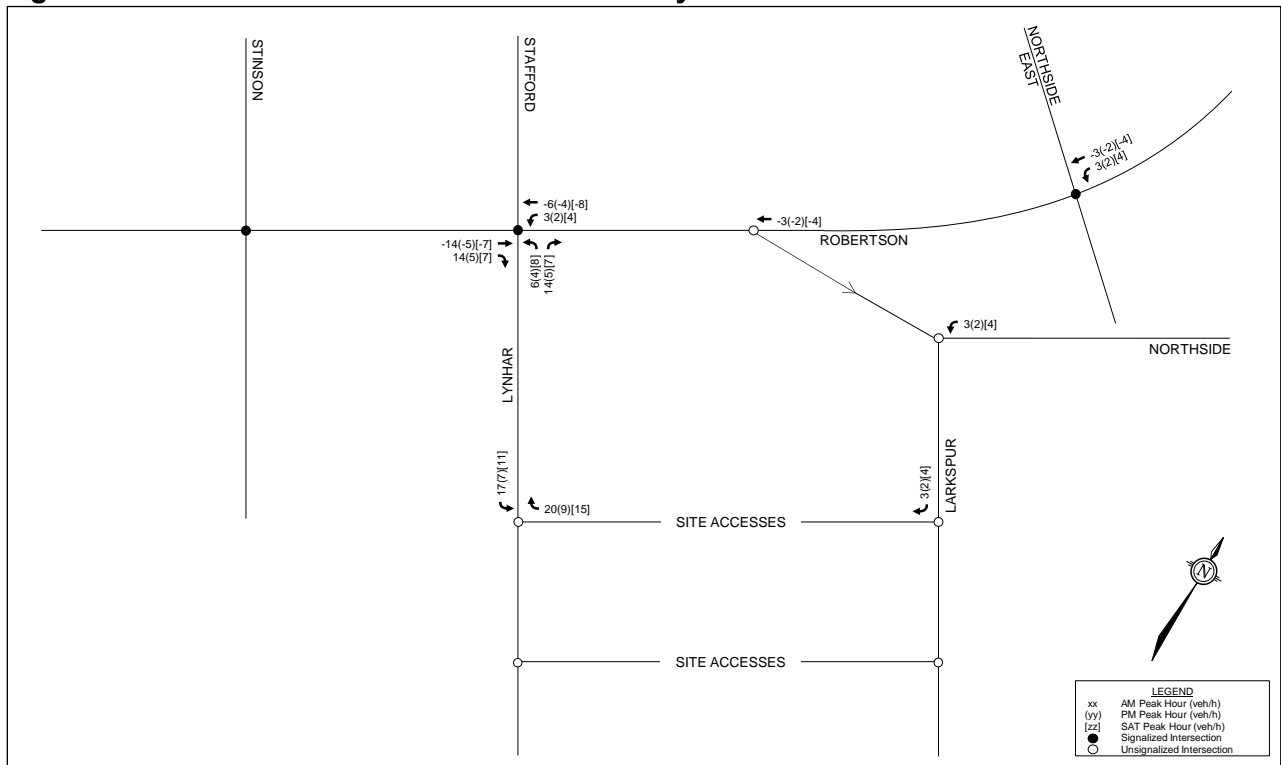 STINSON
STAFFORD
NORTHSIDE
EAST
-3(-2)[-4]
3(2)[4]
-6(-4)[-8]
3(2)[4]
-3(-2)[-4]
ROBERTSON
-14(-5)[-7]
14(5)[7]
6(4)[8]
14(5)[7]
3(2)[4]
NORTHSIDE
LYNHAR
LARKSPUR
17(7)[11]
20(9)[15]
3(2)[4]
SITE ACCESSES
N
SITE ACCESSES
LEGEND
xx AM Peak Hour (veh/h)
(yy) PM Peak Hour (veh/h)
[zz] SAT Peak Hour (veh/h)
Signalized Intersection
Unsignalized Intersection